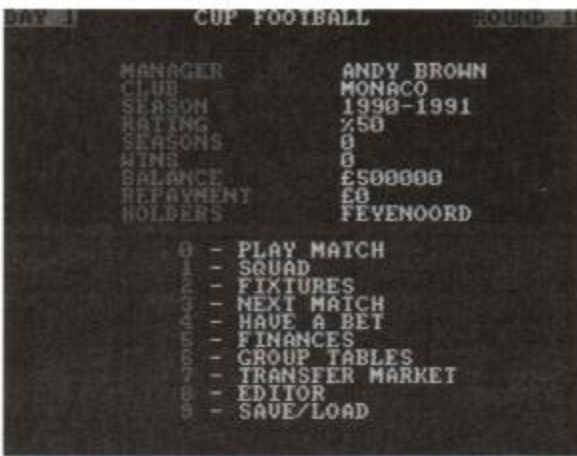 DAY 1 CUP FOOTBALL ROUND 1
MANAGER ANDY BROWN
CLUB MONACO
SEASON 1990-1991
RATING %50
SEASONS 0
WINS 0
BALANCE £500000
REPAYMENT £0
HOLDERS FEYENOORD
0 - PLAY MATCH
1 - SQUAD
2 - FIXTURES
3 - NEXT MATCH
4 - HAVE A BET
5 - FINANCES
6 - GROUP TABLES
7 - TRANSFER MARKET
8 - EDITOR
9 - SAVE/LOAD